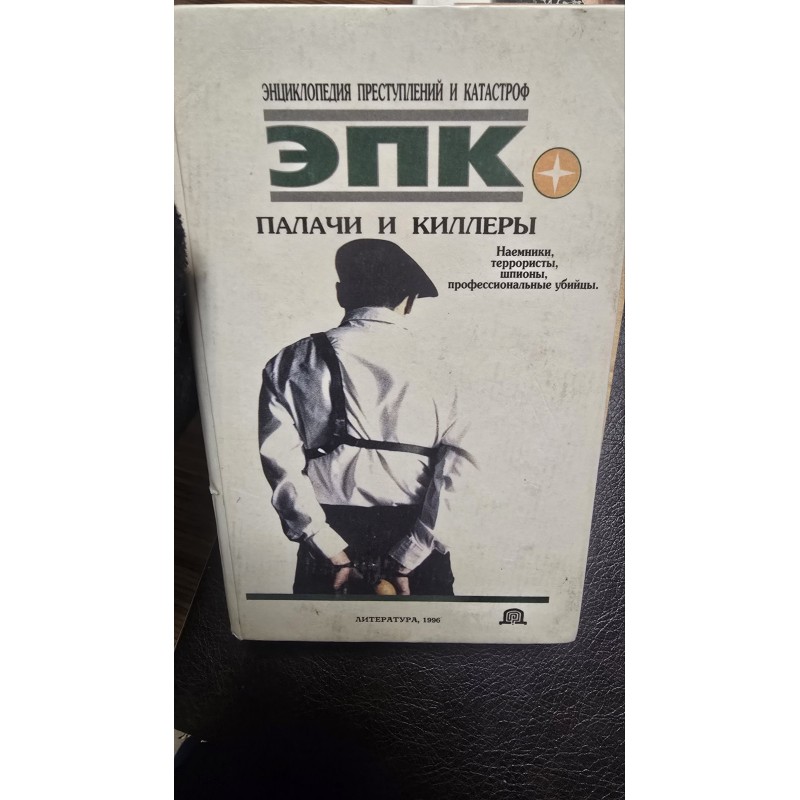 ЭНЦИКЛОПЕДИЯ ПРЕСТУПЛЕНИЙ И КАТАСТРОФ
ЭПК
ПАЛАЧИ И КИЛЛЕРЫ
Наемники,
террористы,
шпионы,
профессиональные убийцы.
ЛИТЕРАТУРА, 1996